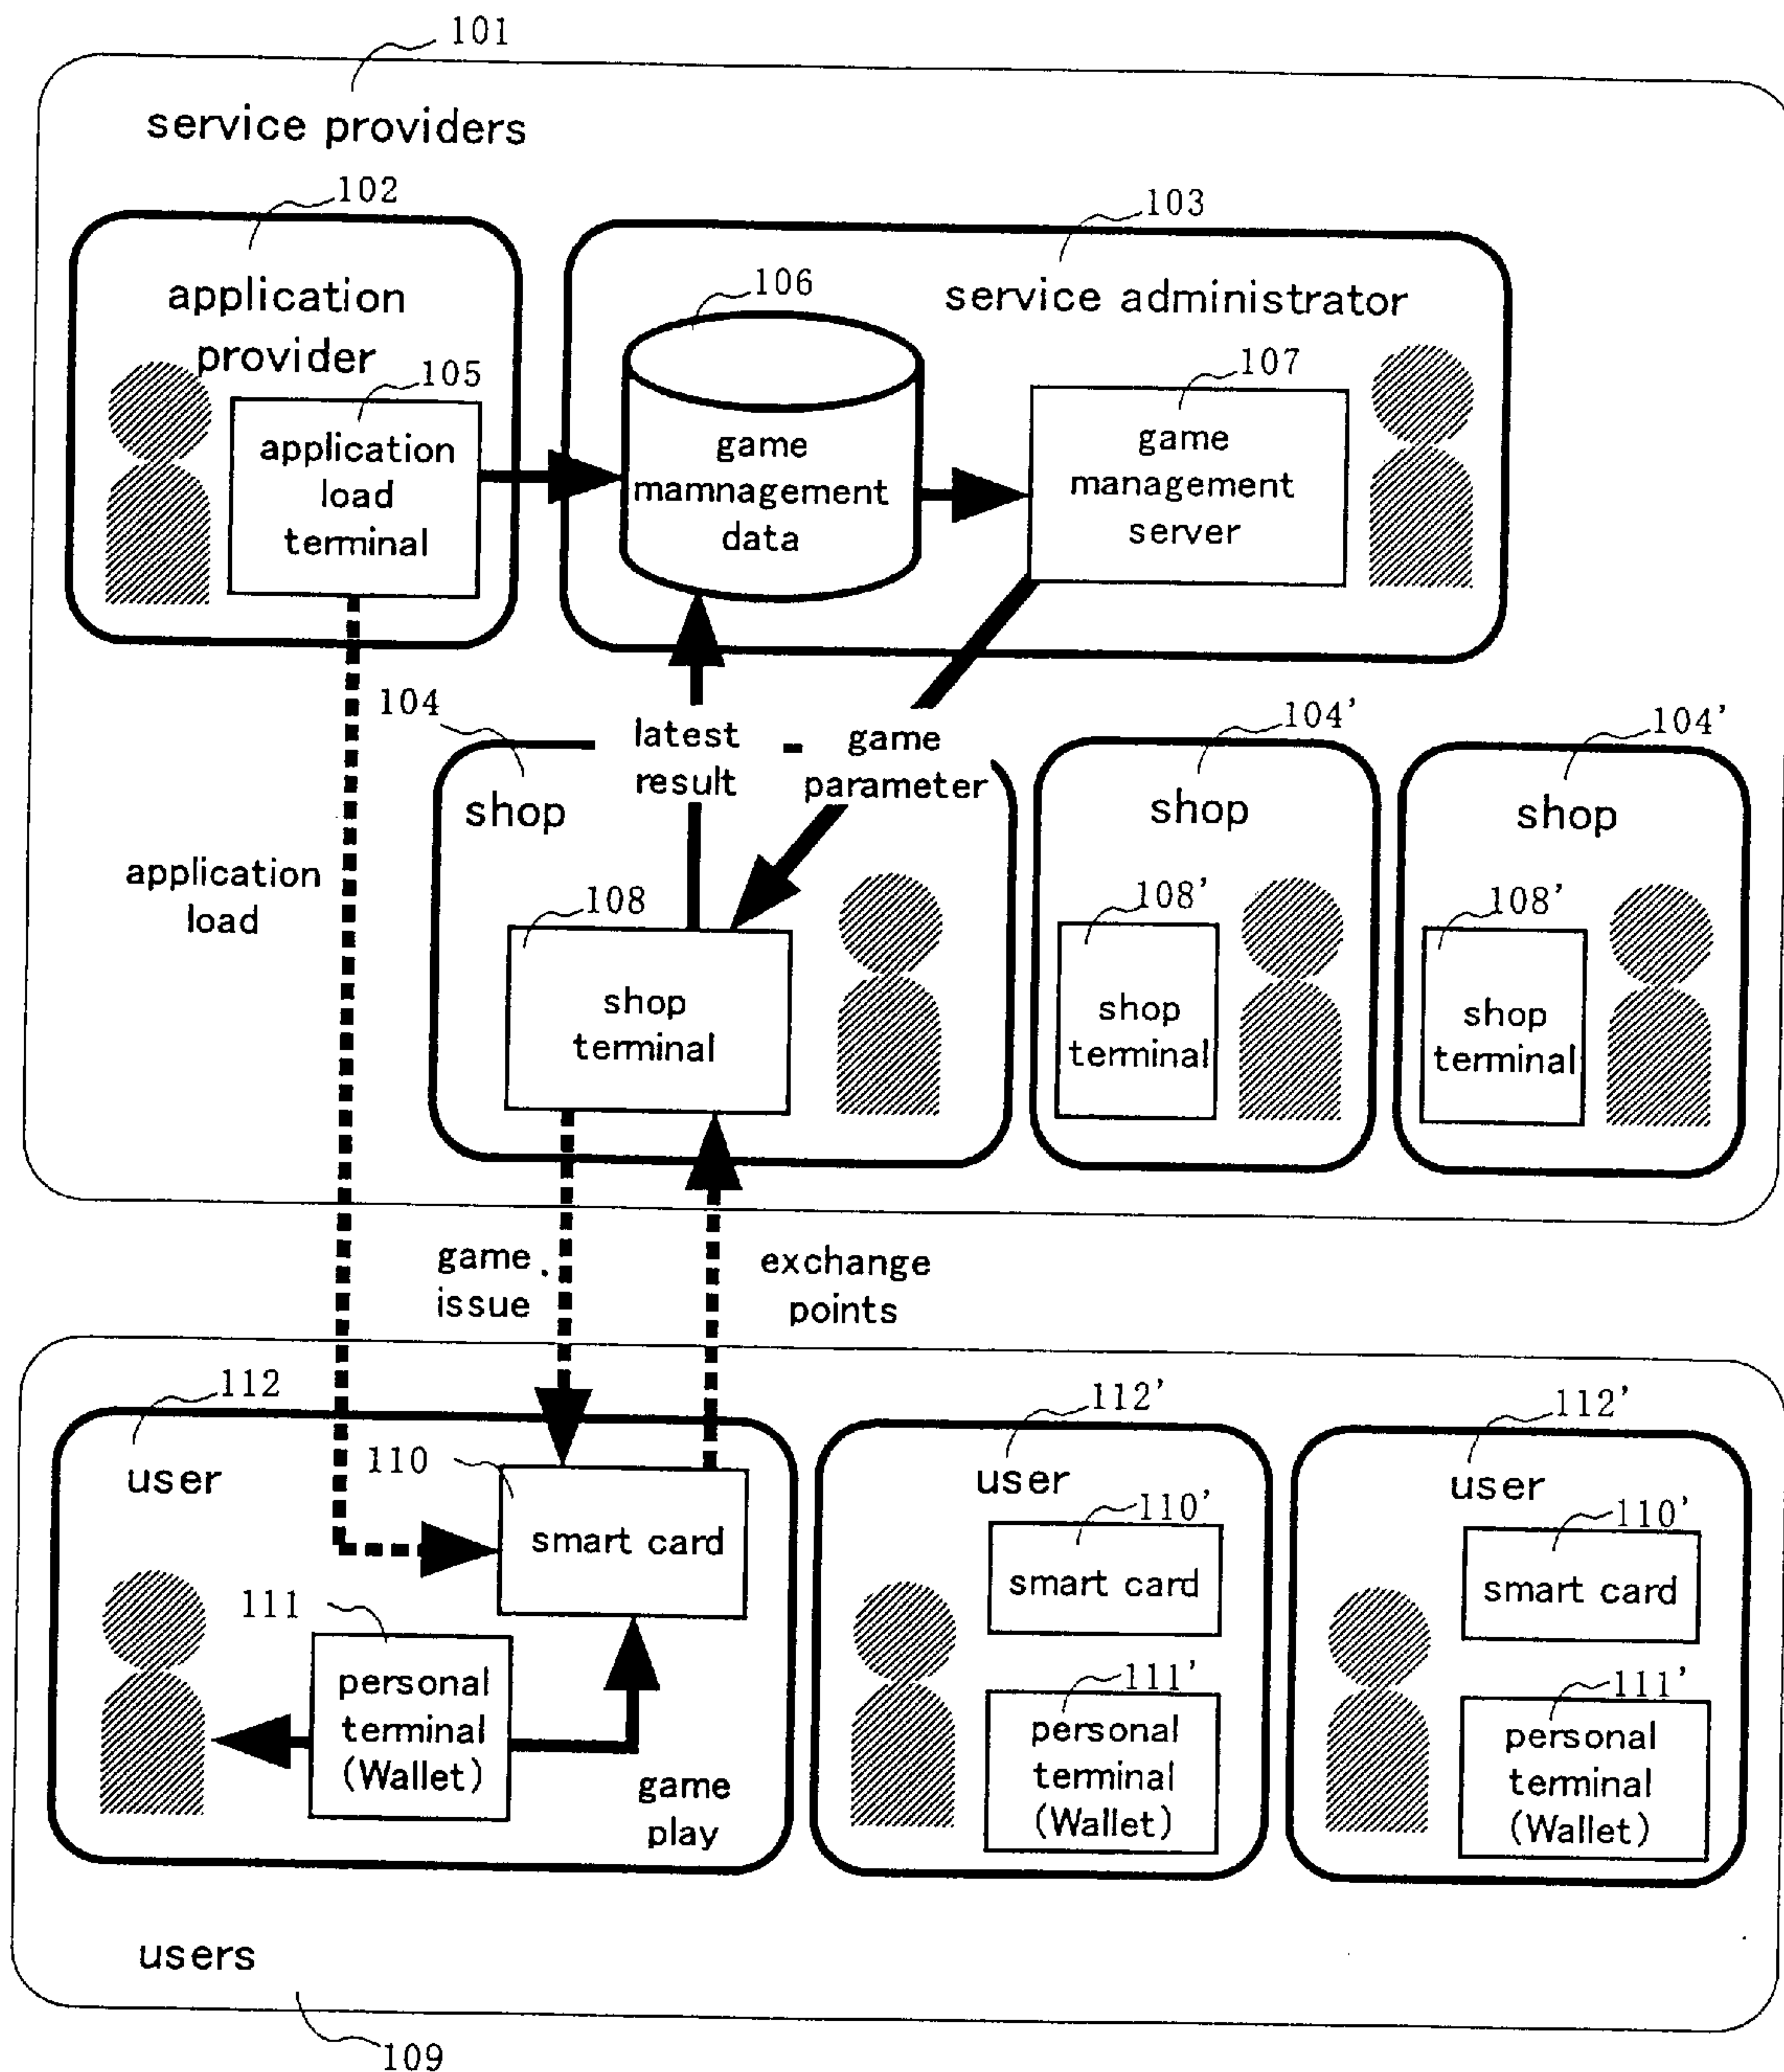 101
service providers
102
application
provider
105
application
load
terminal
103
service administrator
106
game
mamnagement
data
107
game
management
server
104
latest
result
game
parameter
shop
108
shop
terminal
104'
shop
108'
shop
terminal
104'
shop
108'
shop
terminal
application
load
game
issue
exchange
points
112
user
110
smart card
111
personal
terminal
(Wallet)
game
play
112'
user
110'
smart card
111'
personal
terminal
(Wallet)
112'
user
110'
smart card
111'
personal
terminal
(Wallet)
users
109